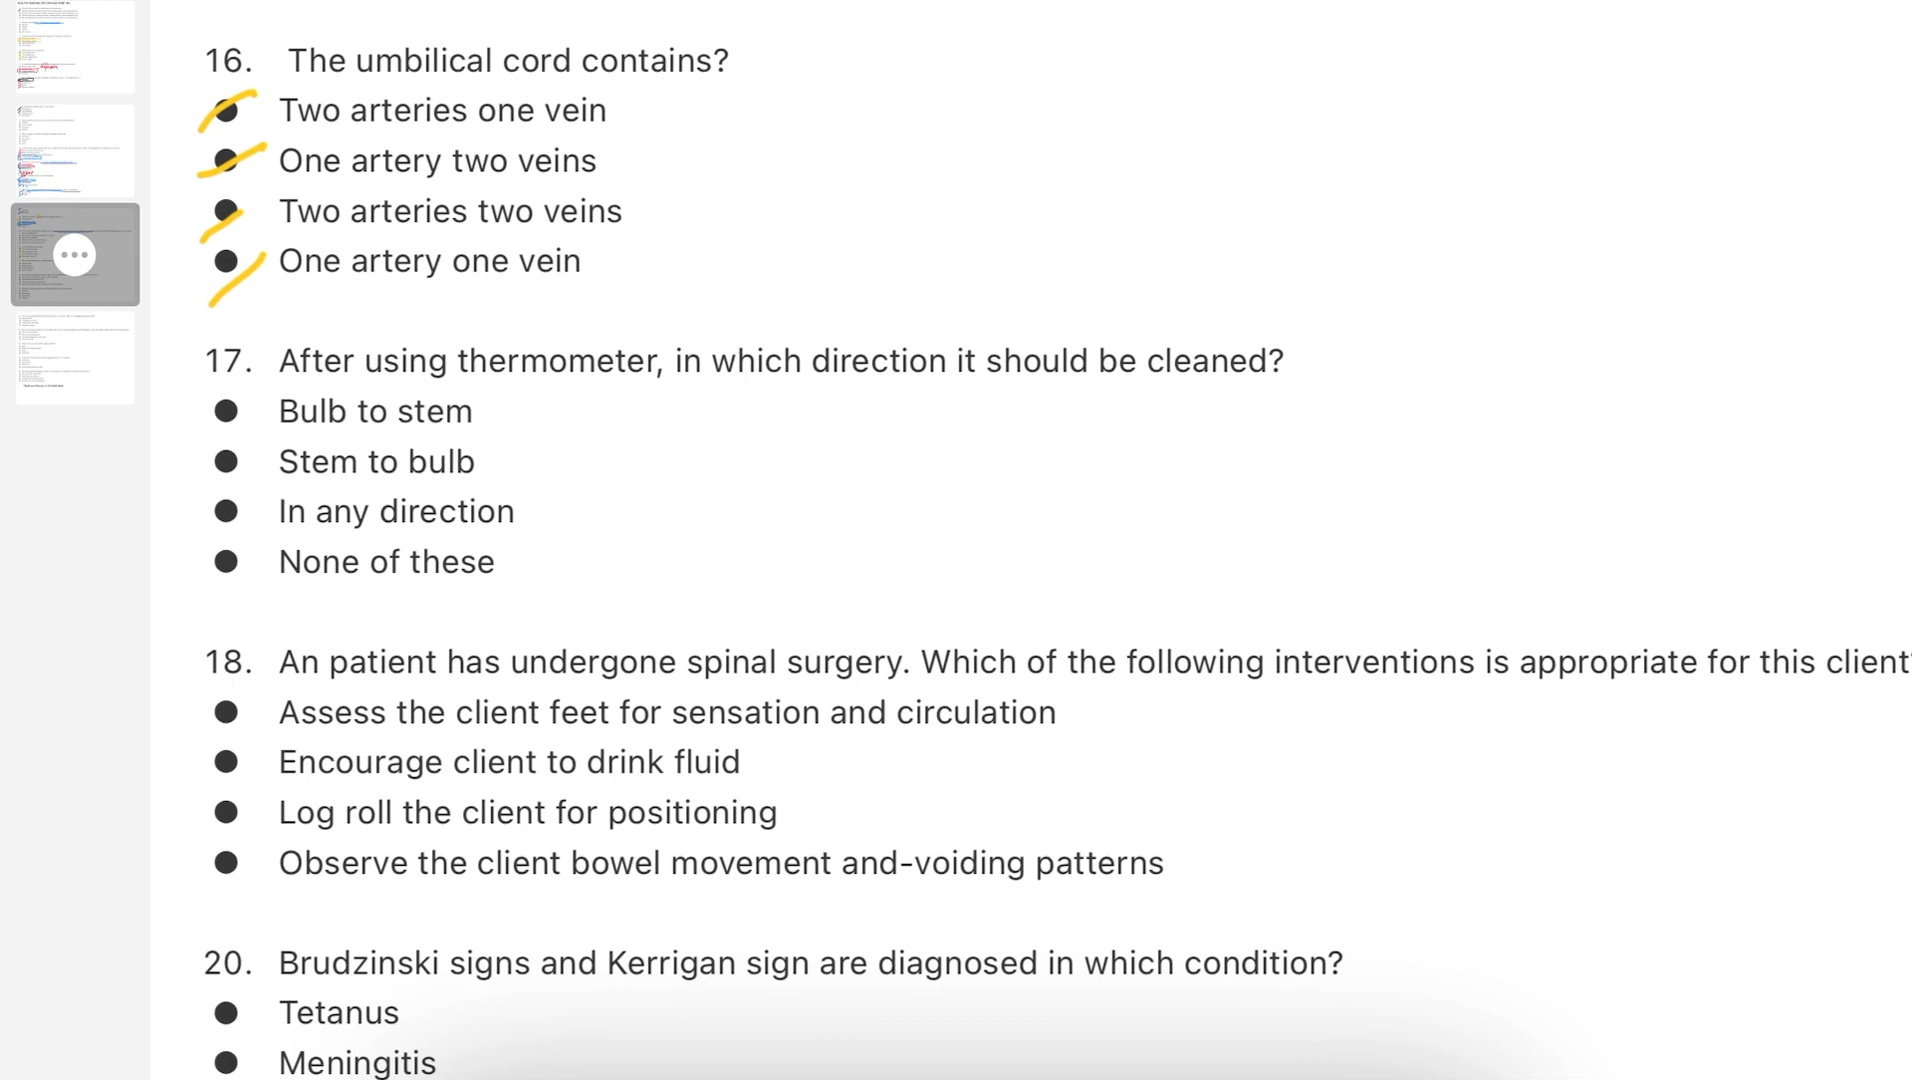 16. The umbilical cord contains?
● Two arteries one vein
● One artery two veins
● Two arteries two veins
● One artery one vein
17. After using thermometer, in which direction it should be cleaned?
● Bulb to stem
● Stem to bulb
● In any direction
● None of these
18. An patient has undergone spinal surgery. Which of the following interventions is appropriate for this client?
● Assess the client feet for sensation and circulation
● Encourage client to drink fluid
● Log roll the client for positioning
● Observe the client bowel movement and-voiding patterns
20. Brudzinski signs and Kerrigan sign are diagnosed in which condition?
● Tetanus
● Meningitis